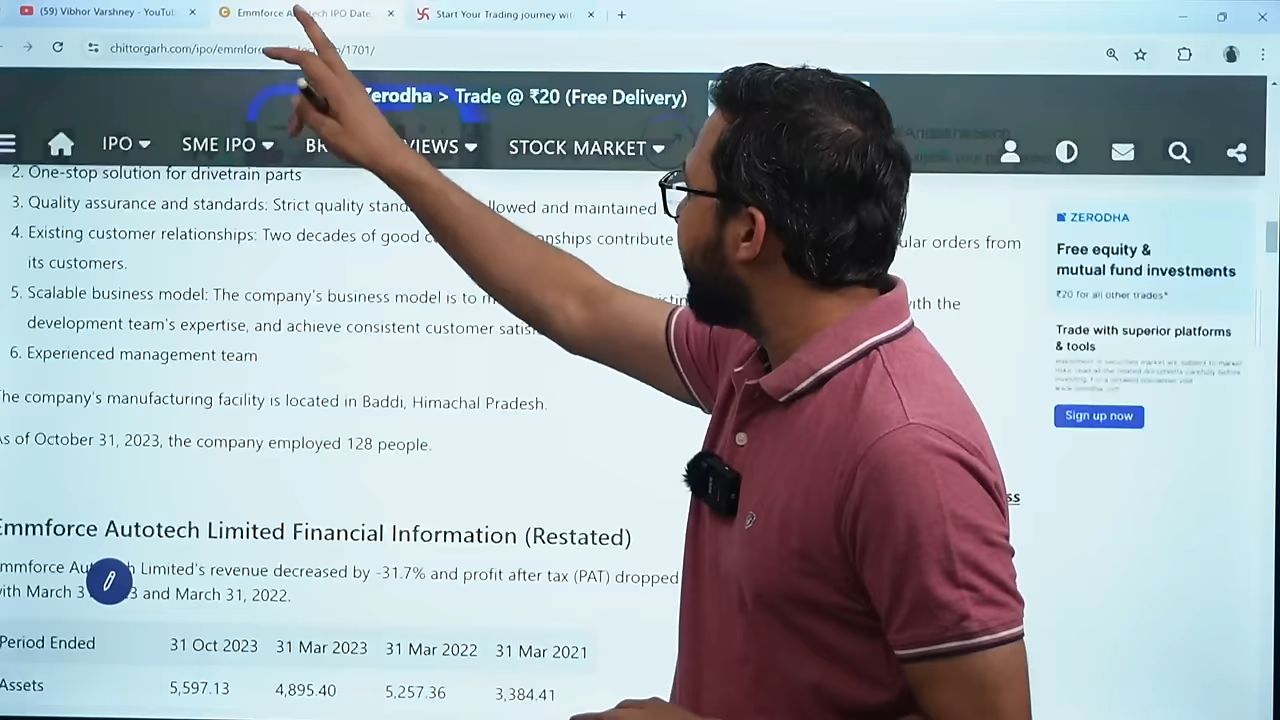 (59) Vibhor Varshney - YouTu
Emmforce A tech IPO Date
Start Your Trading journey wit
chittorgarh.com/ipo/emmforc /1701/
Zerodha > Trade @ ₹20 (Free Delivery)
IPO
SME IPO
BR VIEWS
STOCK MARKET
2. One-stop solution for drivetrain parts
3. Quality assurance and standards: Strict quality stand llowed and maintained
4. Existing customer relationships: Two decades of good c onships contribute ular orders from
its customers.
5. Scalable business model: The company's business model is to m istin ith the
development team's expertise, and achieve consistent customer satis
6. Experienced management team
he company's manufacturing facility is located in Baddi, Himachal Pradesh.
As of October 31, 2023, the company employed 128 people.
ss
Emmforce Autotech Limited Financial Information (Restated)
mmforce Au h Limited's revenue decreased by -31.7% and profit after tax (PAT) dropped
ith March 3 3 and March 31, 2022.
Period Ended 31 Oct 2023 31 Mar 2023 31 Mar 2022 31 Mar 2021
Assets 5,597.13 4,895.40 5,257.36 3,384.41
ZERODHA
Free equity &
mutual fund investments
₹20 for all other trades*
Trade with superior platforms
& tools
Sign up now